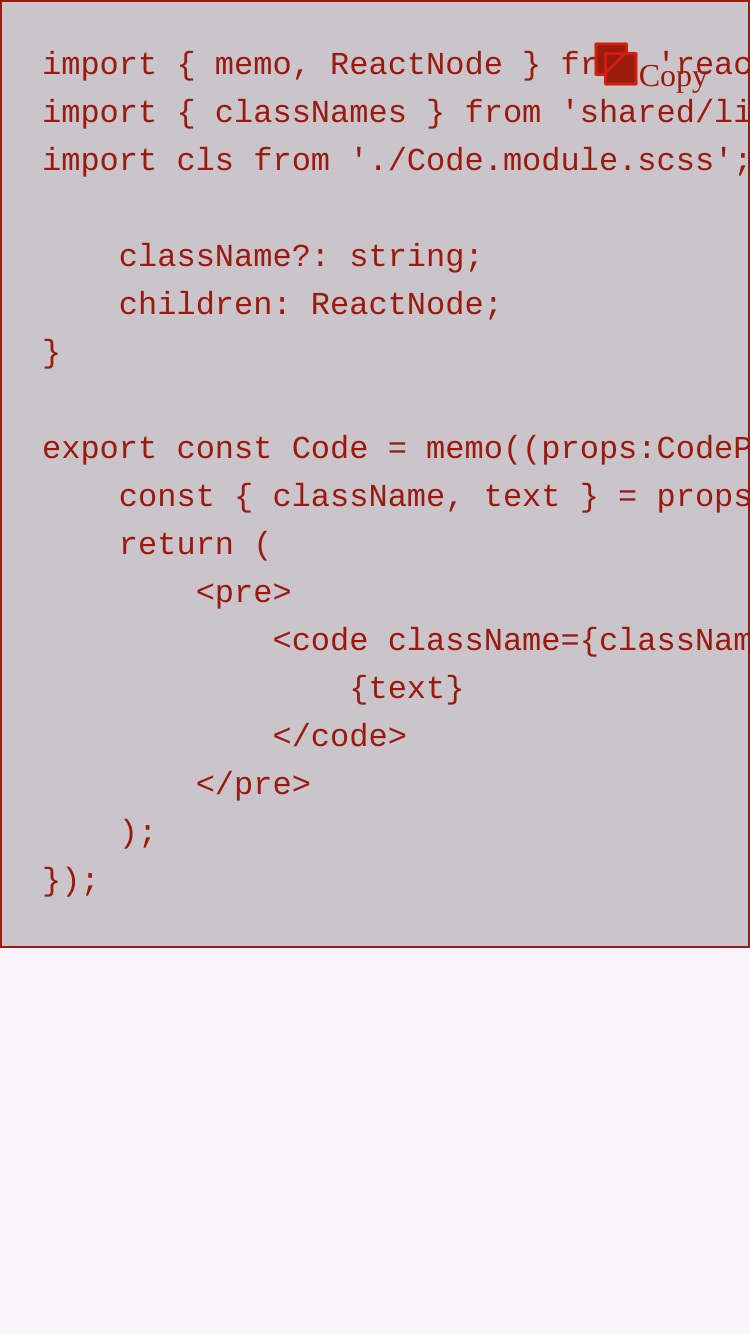 import { memo, ReactNode } from 'reac
Copy
import { classNames } from 'shared/li
import cls from './Code.module.scss';
    className?: string;
    children: ReactNode;
}
export const Code = memo((props:CodeP
    const { className, text } = props
    return (
        <pre>
            <code className={classNam
                {text}
            </code>
        </pre>
    );
});